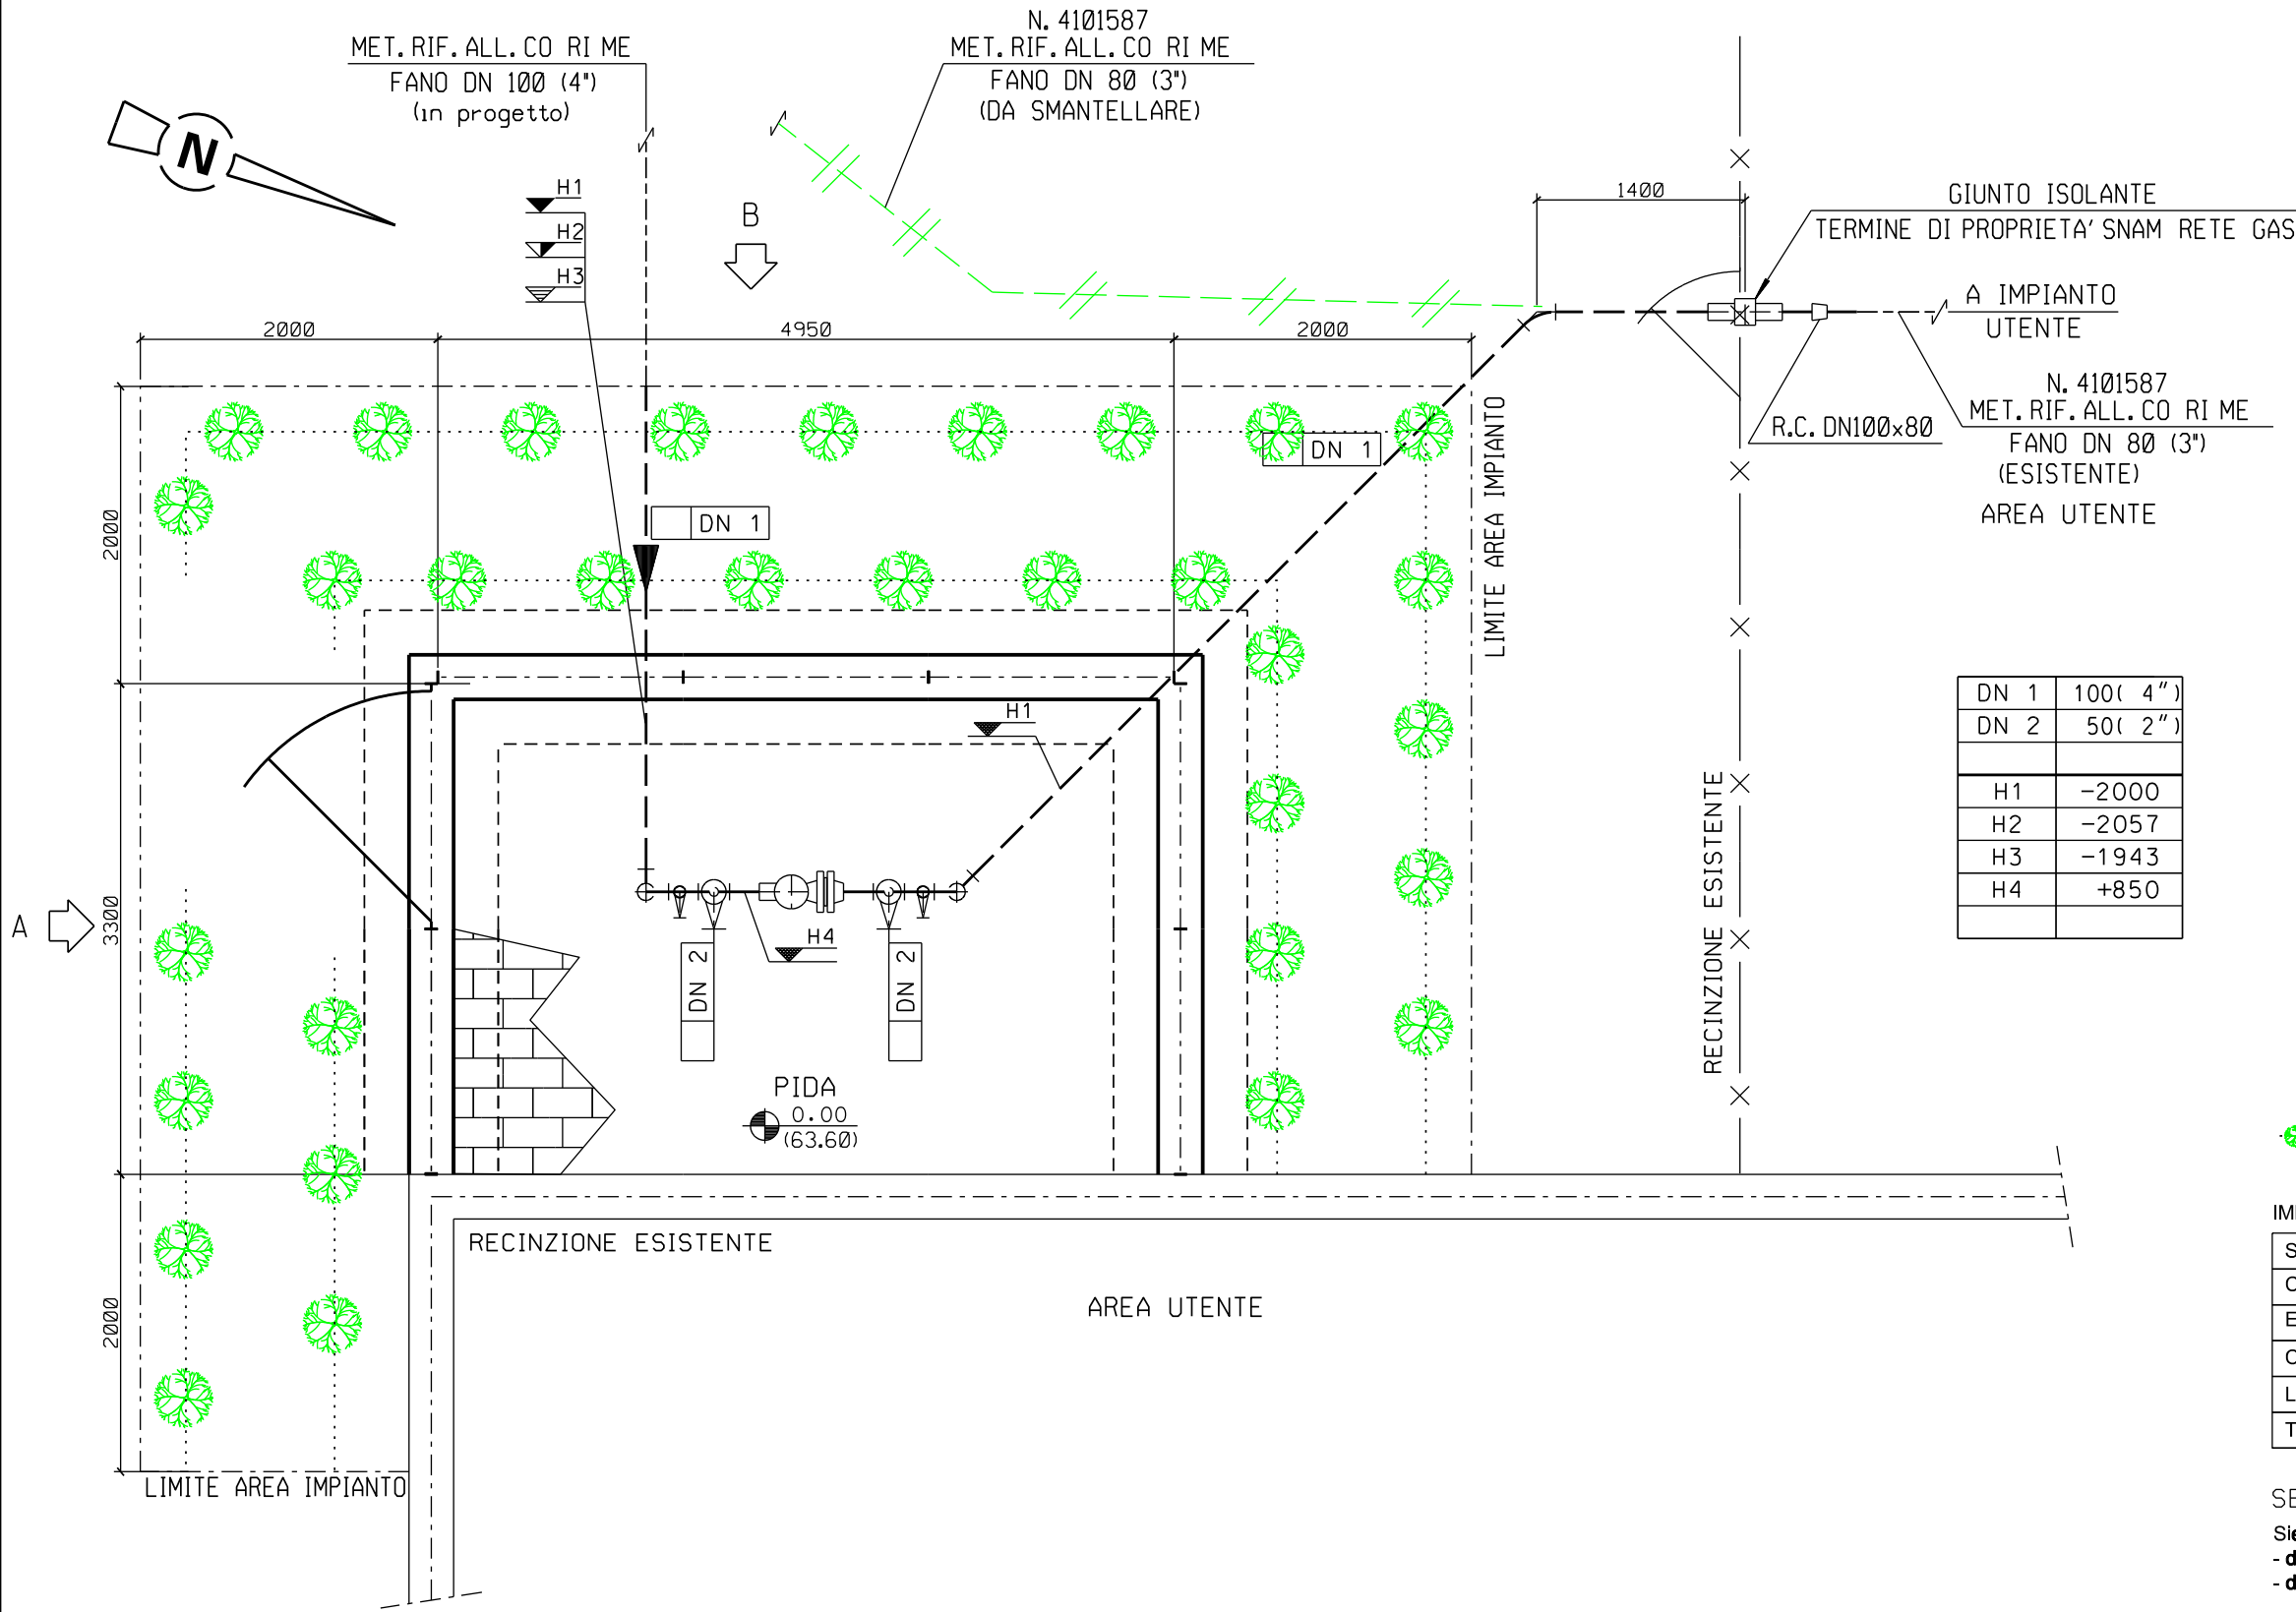 MET.RIF.ALL.CO RI ME
FANO DN 100 (4")
(in progetto)
N. 4101587
MET.RIF.ALL.CO RI ME
FANO DN 80 (3")
(DA SMANTELLARE)
N
H1
H2
H3
B
1400
GIUNTO ISOLANTE
TERMINE DI PROPRIETA' SNAM RETE GAS
A IMPIANTO
UTENTE
2000
4950
2000
N. 4101587
MET.RIF.ALL.CO RI ME
FANO DN 80 (3")
(ESISTENTE)
R.C. DN100x80
AREA UTENTE
DN 1
DN 1
2000
LIMITE AREA IMPIANTO
H1
DN 1 100( 4")
DN 2 50( 2")
H1 -2000
H2 -2057
H3 -1943
H4 +850
A
3300
H4
DN 2
DN 2
RECINZIONE ESISTENTE
PIDA
0.00
(63.60)
RECINZIONE ESISTENTE
AREA UTENTE
2000
LIMITE AREA IMPIANTO
IM
S
E
L
T
SE
Sie
- d
- d